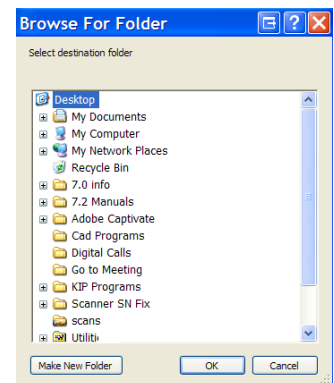 Browse For Folder
Select destination folder
Desktop
My Documents
My Computer
My Network Places
Recycle Bin
7.0 info
7.2 Manuals
Adobe Captivate
Cad Programs
Digital Calls
Go to Meeting
KIP Programs
Scanner SN Fix
scans
Make New Folder OK Cancel